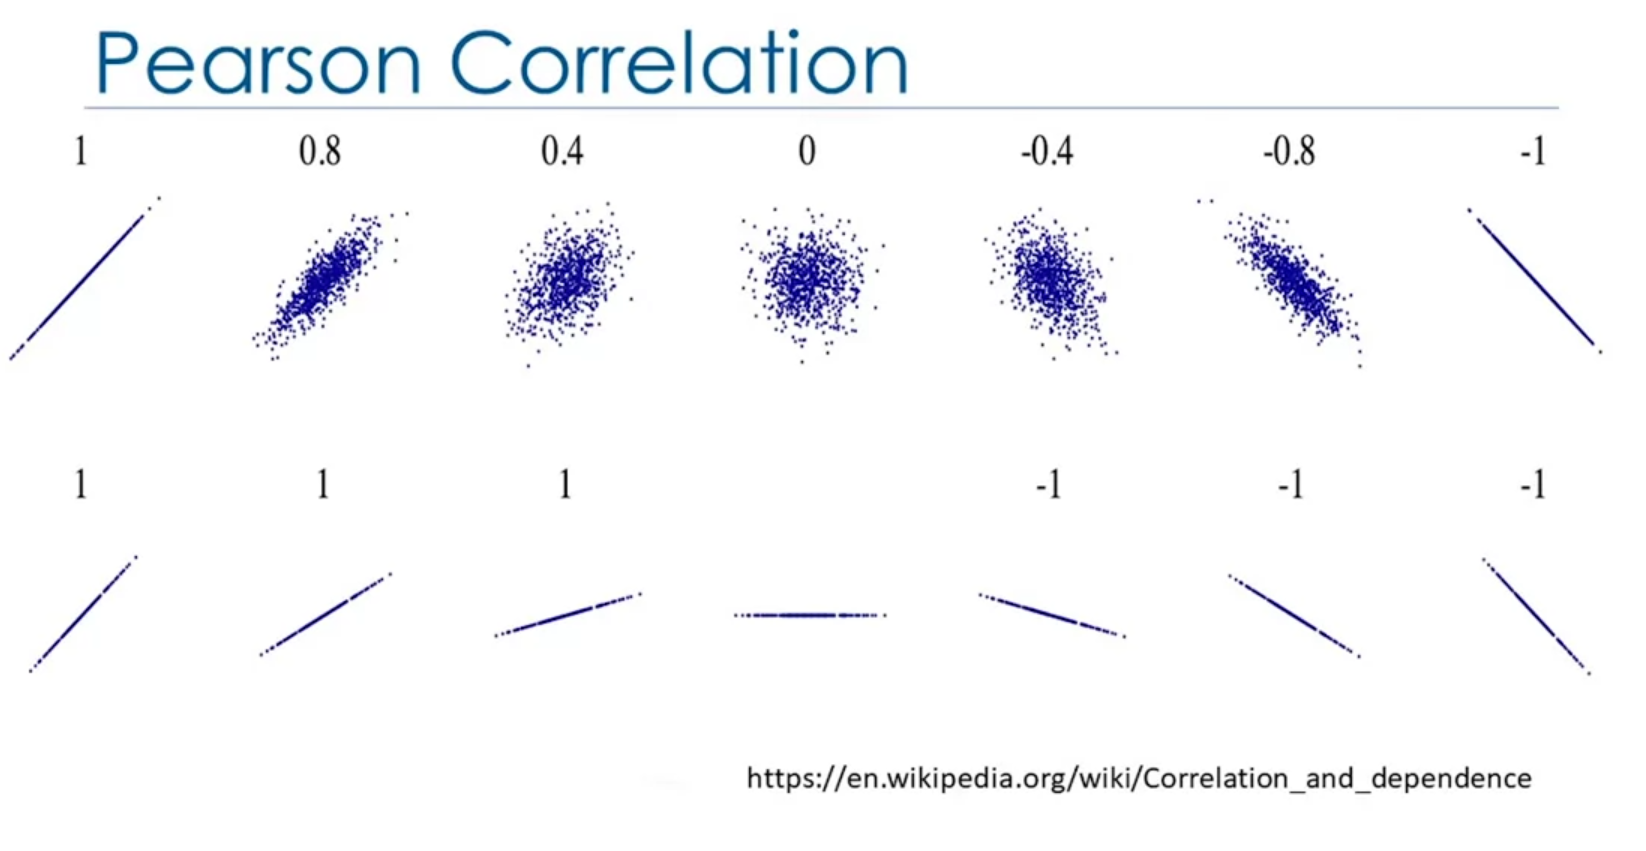 Pearson Correlation
1 0.8 0.4 0 -0.4 -0.8 -1
1 1 1 -1 -1 -1
https://en.wikipedia.org/wiki/Correlation_and_dependence